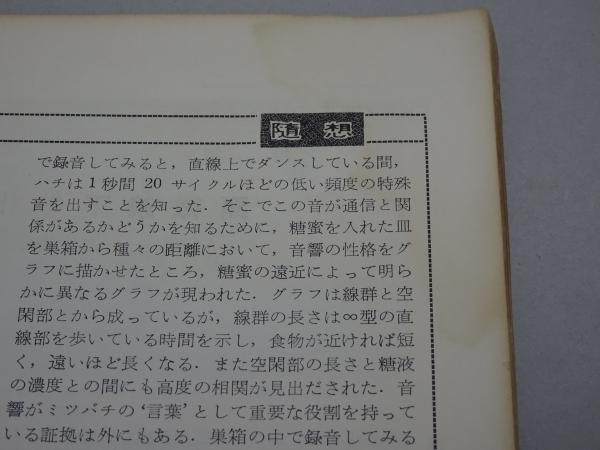 随想
で録音してみると，直線上でダンスしている間，
ハチは１秒間 20 サイクルほどの低い頻度の特殊
音を出すことを知った．そこでこの音が通信と関
係があるかどうかを知るために，糖蜜を入れた皿
を巣箱から種々の距離において，音響の性格をグ
ラフに描かせたところ，糖蜜の遠近によって明ら
かに異なるグラフが現われた．グラフは線群と空
閑部とから成っているが，線群の長さは∞型の直
線部を歩いている時間を示し，食物が近ければ短
く，遠いほど長くなる．また空閑部の長さと糖液
の濃度との間にも高度の相関が見出だされた．音
響がミツバチの‘言葉’として重要な役割を持って
いる証拠は外にもある．巣箱の中で録音してみる